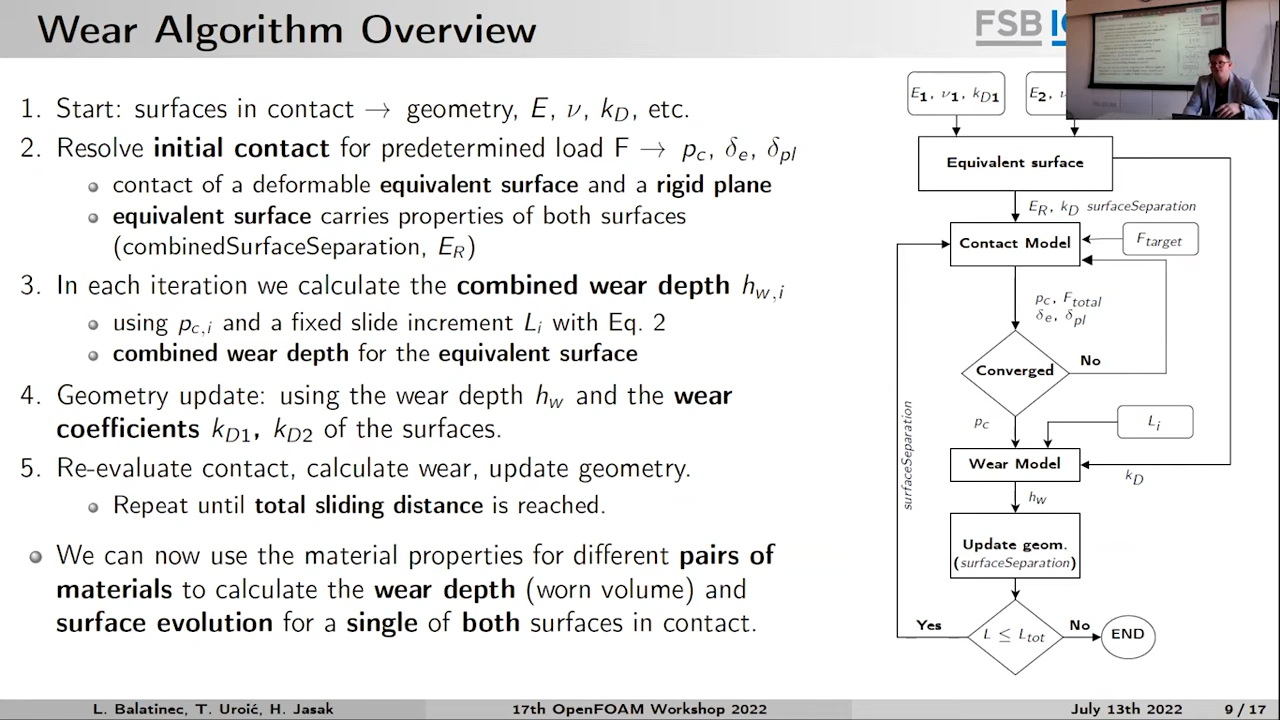 Wear Algorithm Overview
FSB
1. Start: surfaces in contact → geometry, E, ν, k_D, etc.
2. Resolve initial contact for predetermined load F → p_c, δ_e, δ_pl
contact of a deformable equivalent surface and a rigid plane
equivalent surface carries properties of both surfaces
(combinedSurfaceSeparation, E_R)
3. In each iteration we calculate the combined wear depth h_w,i
using p_c,i and a fixed slide increment L_i with Eq. 2
combined wear depth for the equivalent surface
4. Geometry update: using the wear depth h_w and the wear
coefficients k_D1, k_D2 of the surfaces.
5. Re-evaluate contact, calculate wear, update geometry.
Repeat until total sliding distance is reached.
We can now use the material properties for different pairs of
materials to calculate the wear depth (worn volume) and
surface evolution for a single of both surfaces in contact.
E_1, ν_1, k_D1
E_2,
Equivalent surface
E_R, k_D surfaceSeparation
Contact Model
F_target
p_c, F_total
δ_e, δ_pl
Converged
No
p_c
L_i
Wear Model
k_D
h_w
surfaceSeparation
Update geom.
(surfaceSeparation)
Yes
L ≤ L_tot
No
END
L. Balatinec, T. Uroić, H. Jasak
17th OpenFOAM Workshop 2022
July 13th 2022
9 / 17